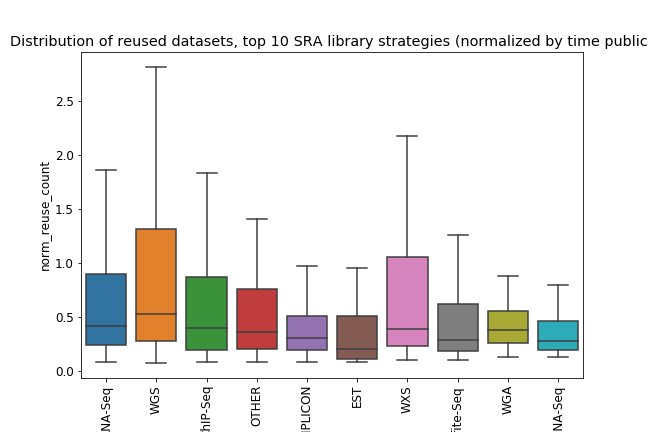 Distribution of reused datasets, top 10 SRA library strategies (normalized by time public
norm_reuse_count
2.5
2.0
1.5
1.0
0.5
0.0
NA-Seq
WGS
hIP-Seq
OTHER
MPLICON
EST
WXS
ite-Seq
WGA
NA-Seq